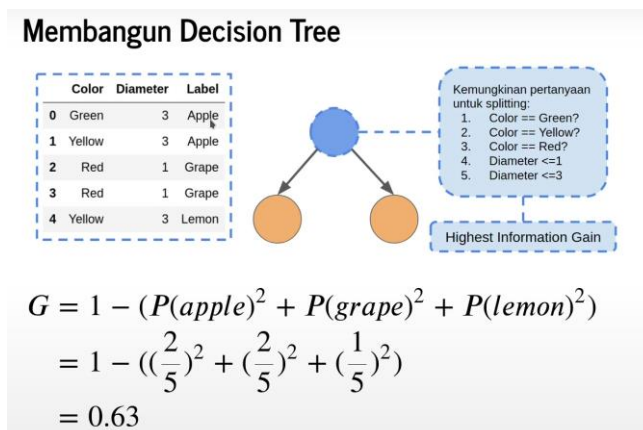 Membangun Decision Tree
Color Diameter Label
0 Green 3 Apple
1 Yellow 3 Apple
2 Red 1 Grape
3 Red 1 Grape
4 Yellow 3 Lemon
Kemungkinan pertanyaan
untuk splitting:
1. Color == Green?
2. Color == Yellow?
3. Color == Red?
4. Diameter <=1
5. Diameter <=3
Highest Information Gain
G = 1 − (P(apple)² + P(grape)² + P(lemon)²)
= 1 − ((2/5)² + (2/5)² + (1/5)²)
= 0.63